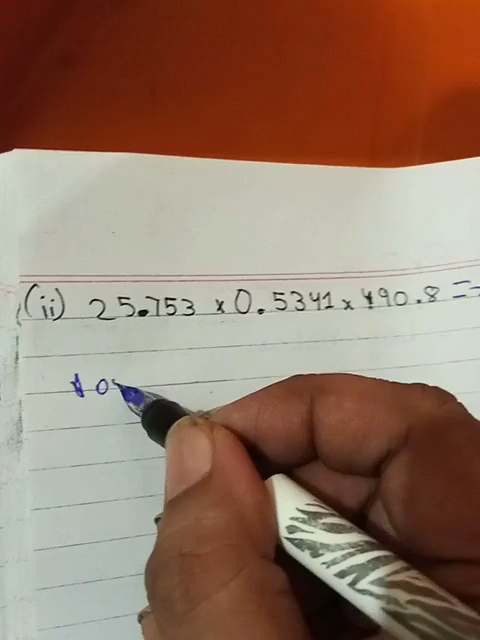 (ii) 25.753 × 0.5341 × 490.8 =